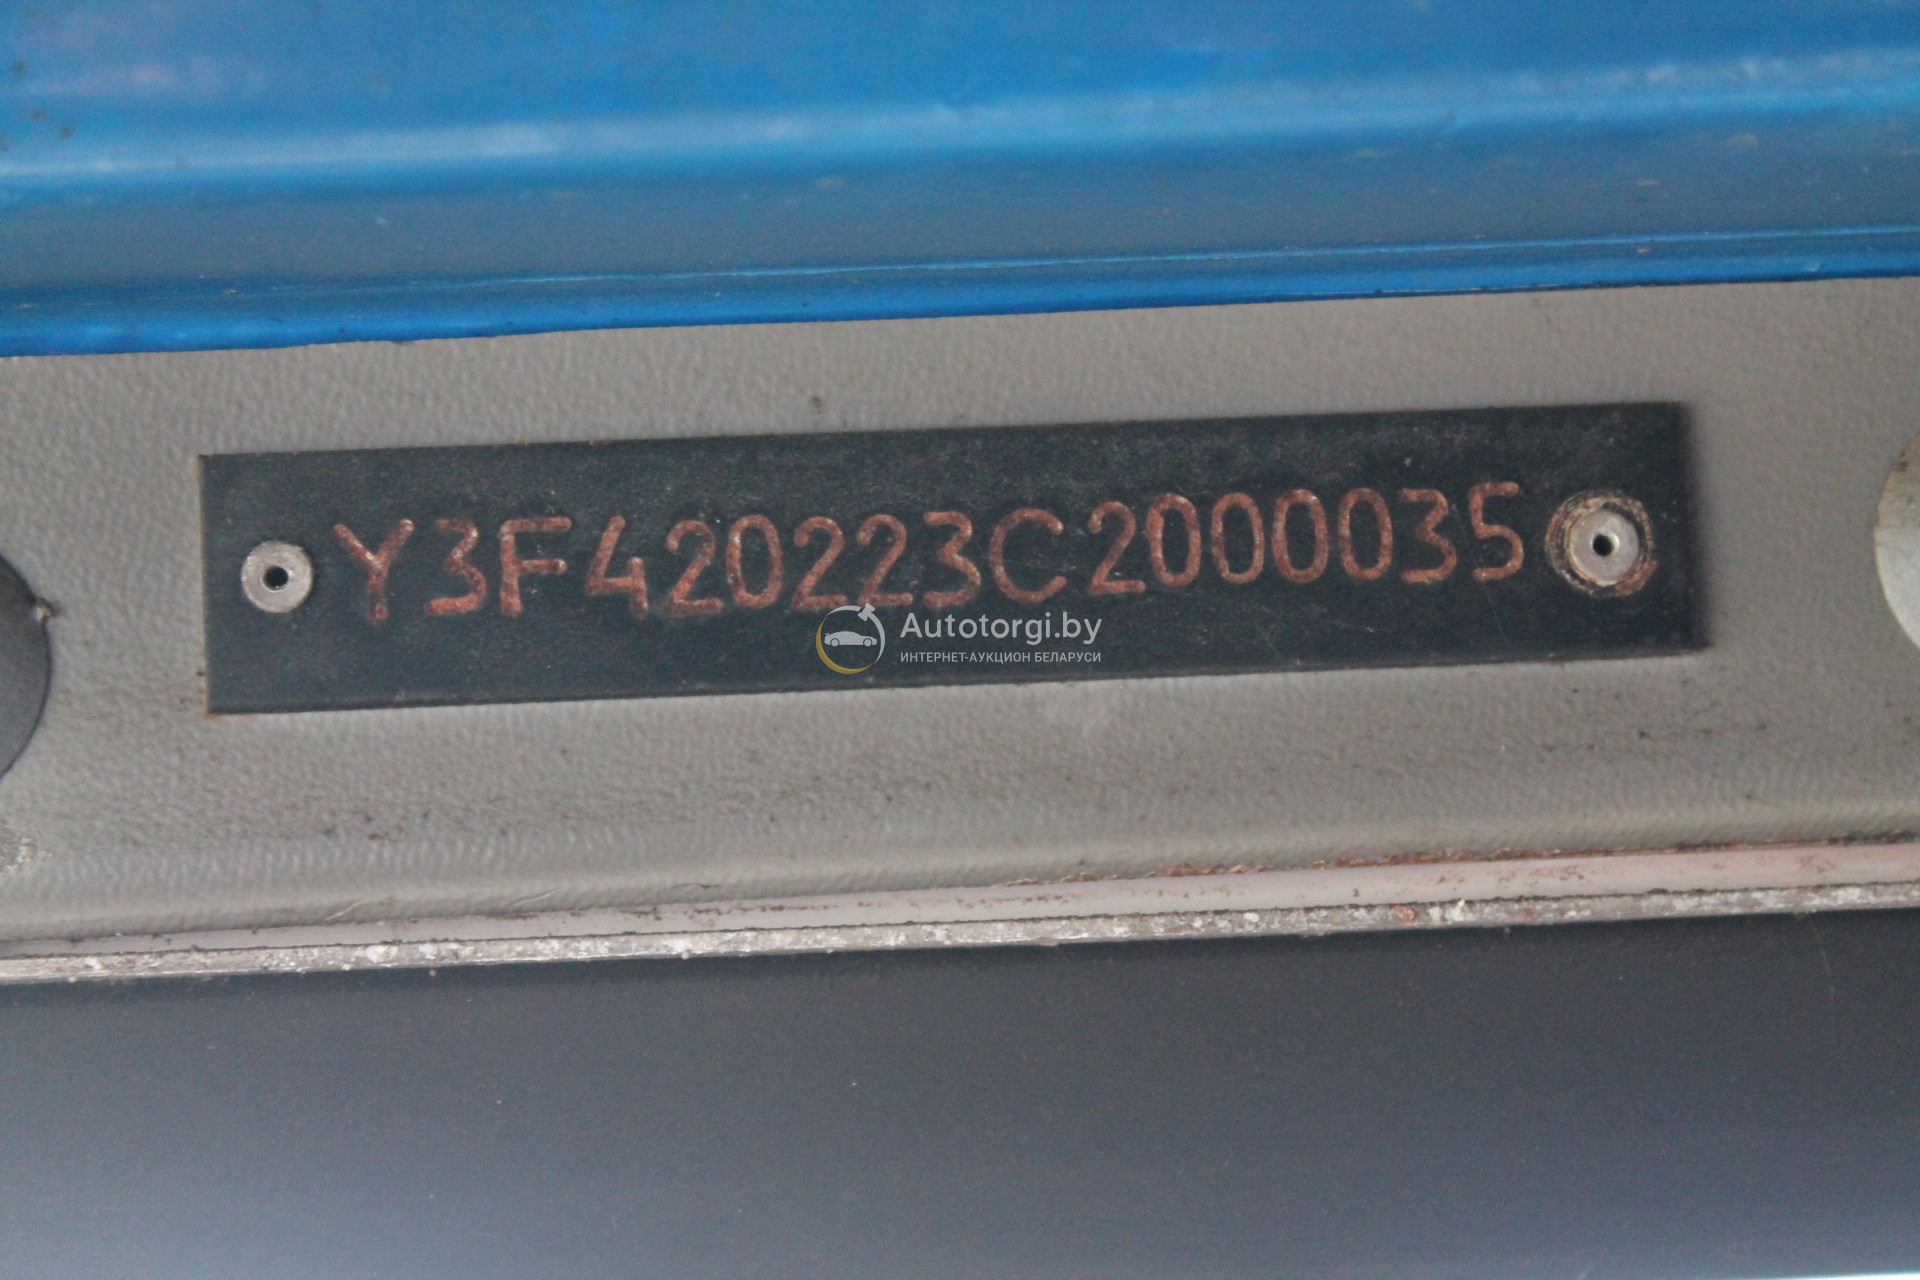 Y3F420223C2000035
Autotorgi.by
ИНТЕРНЕТ-АУКЦИОН БЕЛАРУСИ